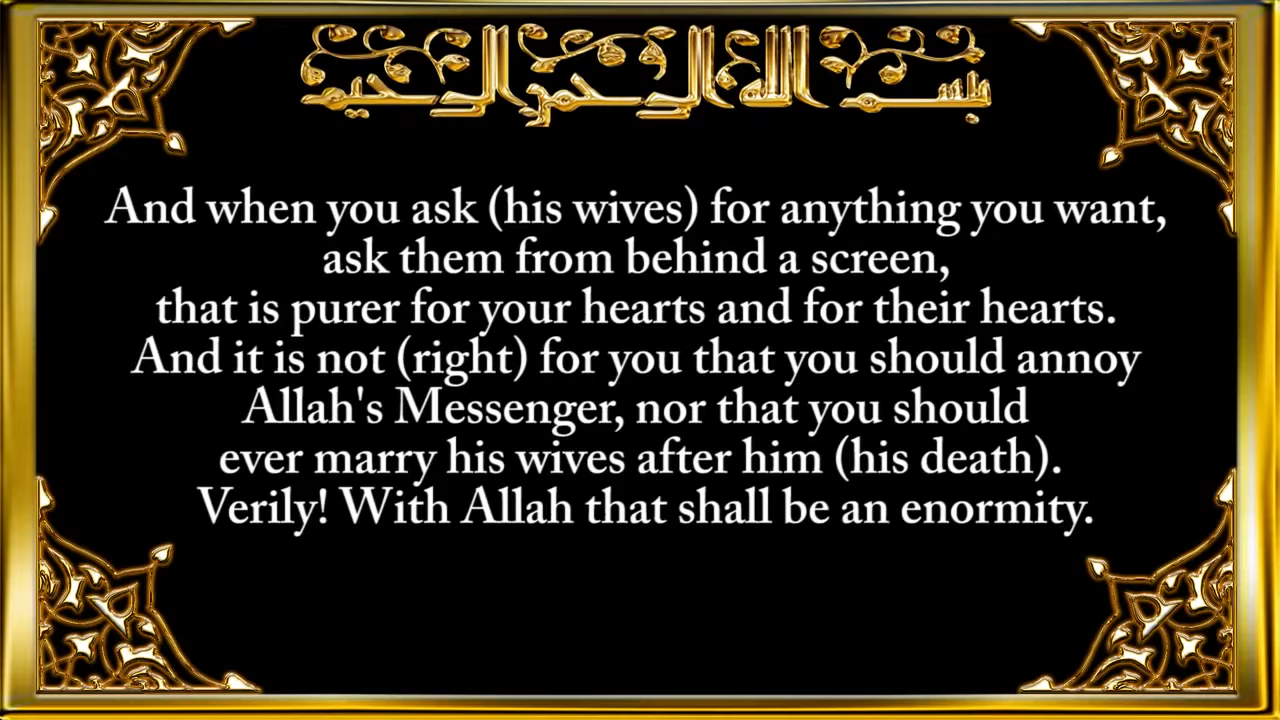 بسم الله الرحمن الرحيم
And when you ask (his wives) for anything you want,
ask them from behind a screen,
that is purer for your hearts and for their hearts.
And it is not (right) for you that you should annoy
Allah's Messenger, nor that you should
ever marry his wives after him (his death).
Verily! With Allah that shall be an enormity.